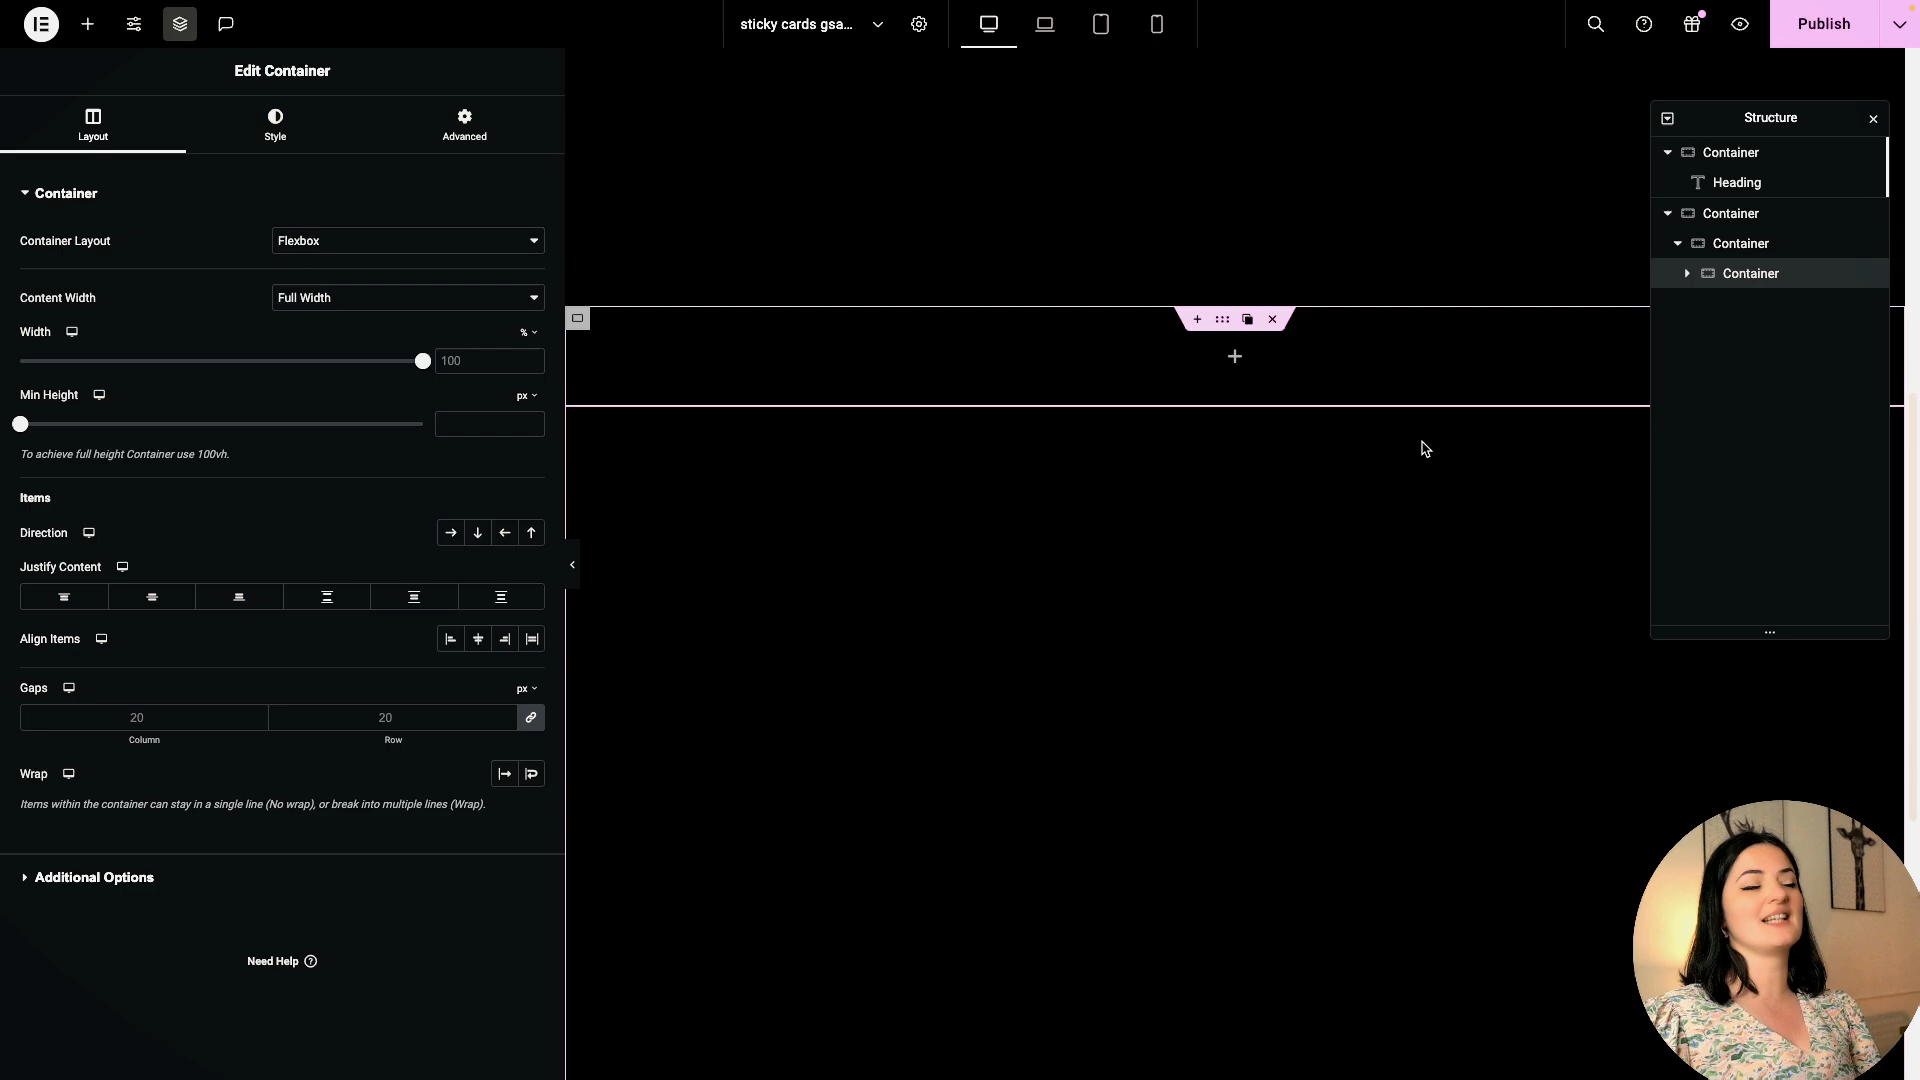 sticky cards gsa...
Publish
Edit Container
Layout
Style
Advanced
Container
Container Layout
Flexbox
Content Width
Full Width
Width
%
100
Min Height
px
To achieve full height Container use 100vh.
Items
Direction
Justify Content
Align Items
Gaps
px
20
20
Column
Row
Wrap
Items within the container can stay in a single line (No wrap), or break into multiple lines (Wrap).
Additional Options
Need Help
Structure
Container
Heading
Container
Container
Container